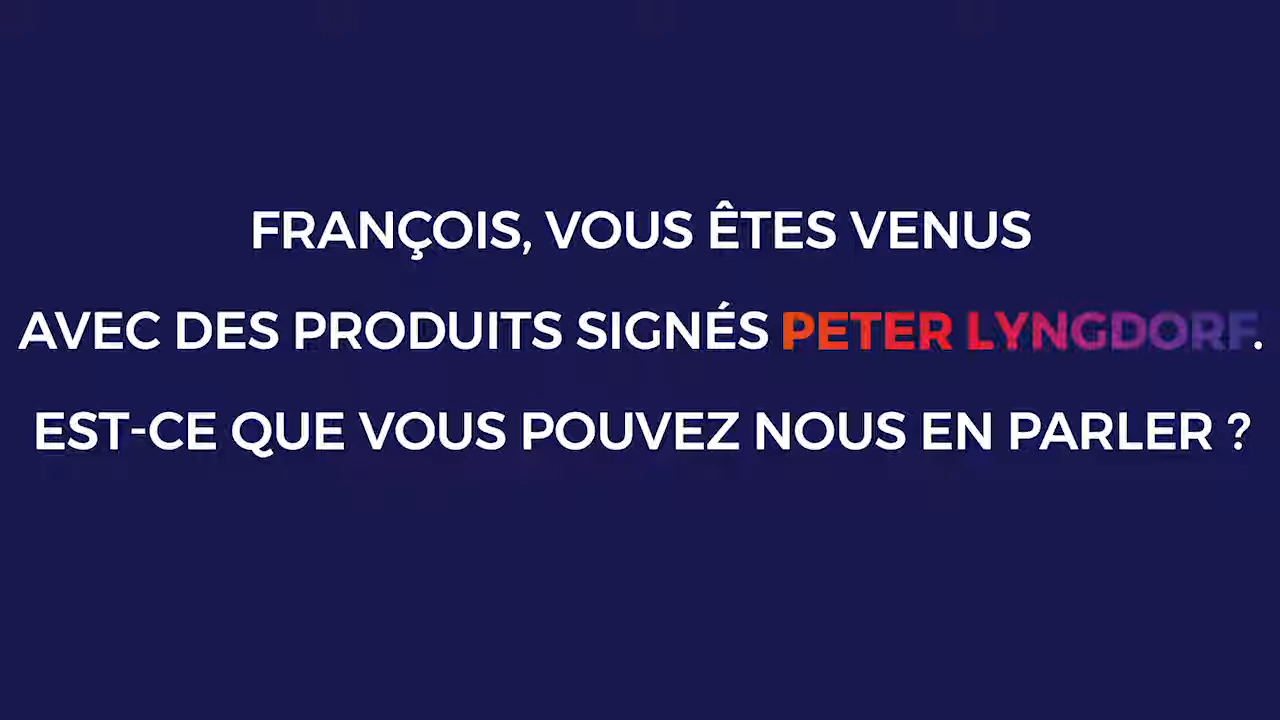 FRANÇOIS, VOUS ÊTES VENUS
AVEC DES PRODUITS SIGNÉS PETER LYNGDORF.
EST-CE QUE VOUS POUVEZ NOUS EN PARLER ?